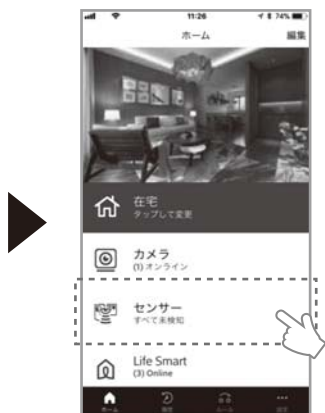 11:26
74%
ホーム
編集
在宅
タップして変更
カメラ
(1) オンライン
センサー
すべて未検知
Life Smart
(3) Online
ホーム